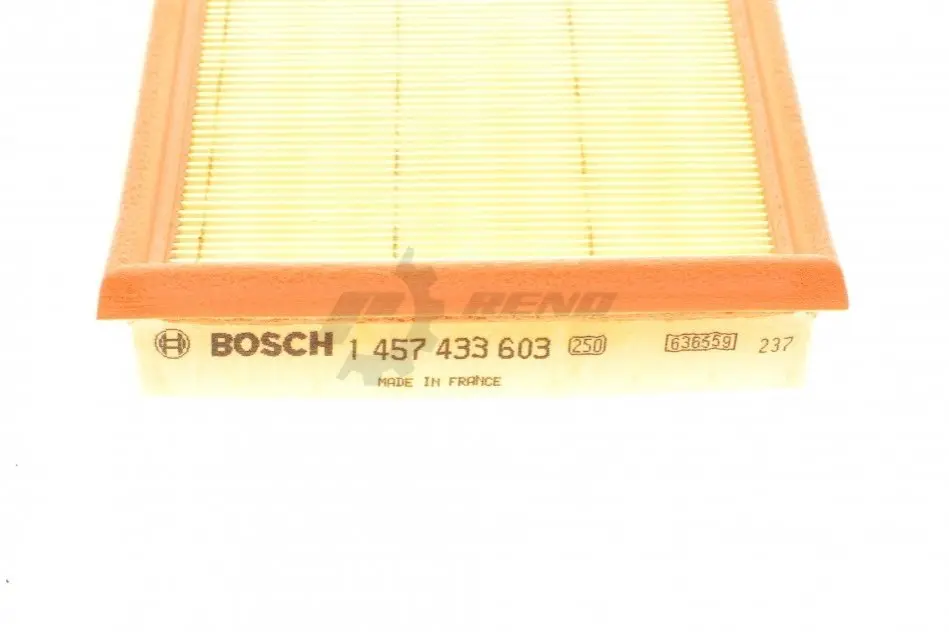 RENO
BOSCH 1 457 433 603 250 636559 237
MADE IN FRANCE